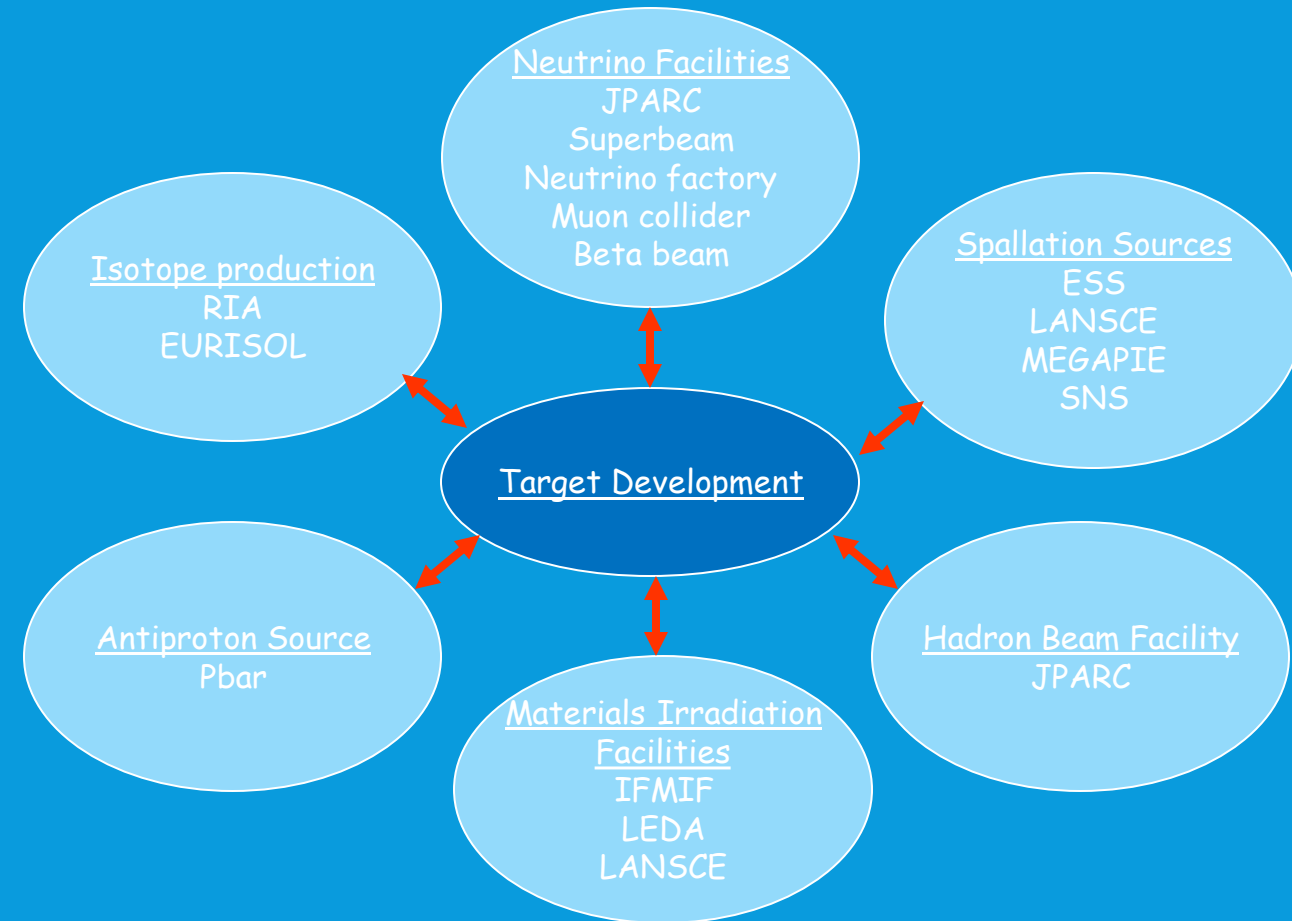 Neutrino Facilities
JPARC
Superbeam
Neutrino factory
Muon collider
Beta beam
Isotope production
RIA
EURISOL
Spallation Sources
ESS
LANSCE
MEGAPIE
SNS
Target Development
Antiproton Source
Pbar
Hadron Beam Facility
JPARC
Materials Irradiation
Facilities
IFMIF
LEDA
LANSCE